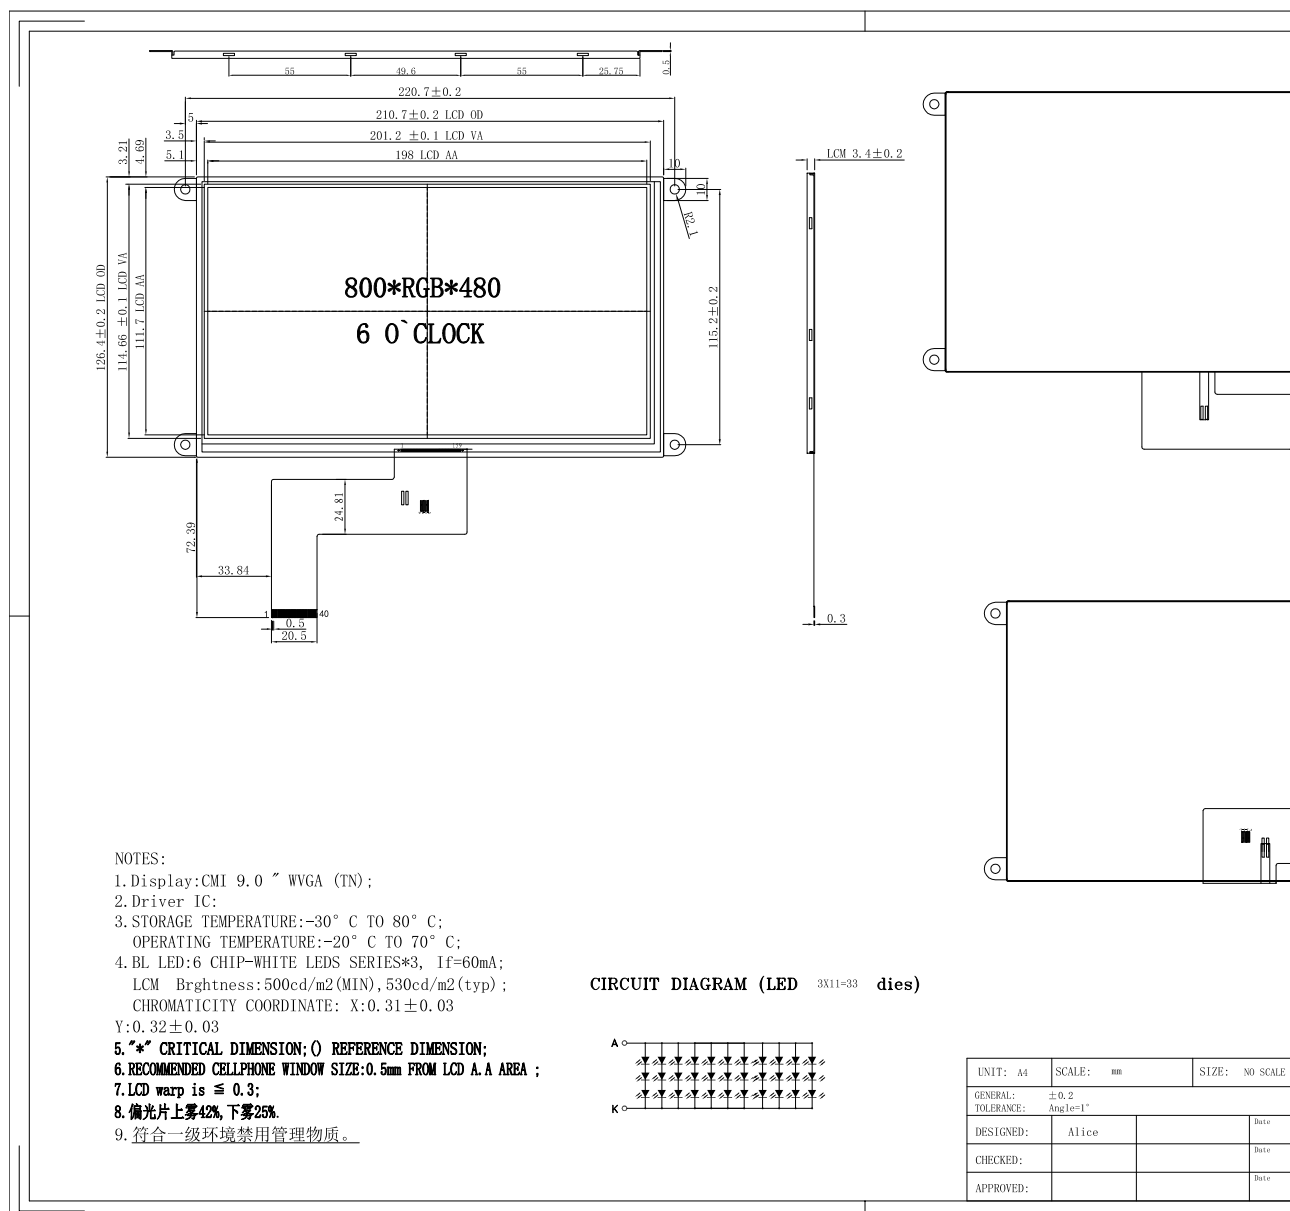 55
49.6
55
25.75
0.5
220.7±0.2
5
210.7±0.2 LCD OD
3.5
201.2 ±0.1 LCD VA
5.1
198 LCD AA
3.21
4.69
10
10
R2.1
LCM 3.4±0.2
126.4±0.2 LCD OD
114.66 ±0.1 LCD VA
111.7 LCD AA
800*RGB*480
6 O`CLOCK
115.2±0.2
24.81
72.39
33.84
1
40
0.5
20.5
0.3
NOTES:
1.Display:CMI 9.0 ″ WVGA (TN);
2.Driver IC:
3.STORAGE TEMPERATURE:-30° C TO 80° C;
OPERATING TEMPERATURE:-20° C TO 70° C;
4.BL LED:6 CHIP-WHITE LEDS SERIES*3, If=60mA;
LCM Brghtness:500cd/m2(MIN),530cd/m2(typ);
CHROMATICITY COORDINATE: X:0.31±0.03
Y:0.32±0.03
5.″*″ CRITICAL DIMENSION;() REFERENCE DIMENSION;
6.RECOMMENDED CELLPHONE WINDOW SIZE:0.5mm FROM LCD A.A AREA ;
7.LCD warp is ≦ 0.3;
8.偏光片上雾42%,下雾25%.
9.符合一级环境禁用管理物质。
CIRCUIT DIAGRAM (LED 3X11=33 dies)
A
K
UNIT: A4 SCALE: mm SIZE: NO SCALE
GENERAL: ±0.2
TOLERANCE: Angle=1°
DESIGNED: Alice Date
CHECKED: Date
APPROVED: Date